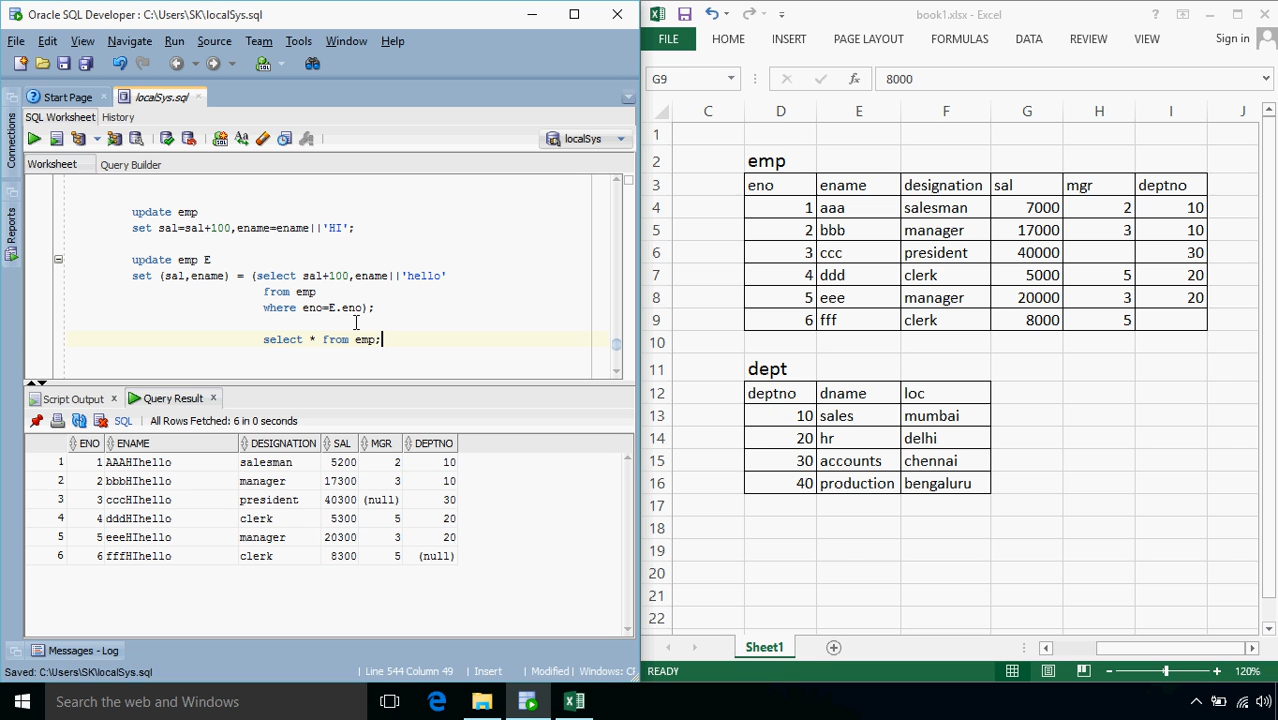 Oracle SQL Developer : C:\Users\SK\localSys.sql
File Edit View Navigate Run Source Team Tools Window Help
Start Page
localSys.sql
SQL Worksheet History
localSys
Worksheet Query Builder
Connections
Reports
update emp
set sal=sal+100,ename=ename||'HI';
update emp E
set (sal,ename) = (select sal+100,ename||'hello'
from emp
where eno=E.eno);
select * from emp;
Script Output
Query Result
SQL All Rows Fetched: 6 in 0 seconds
ENO ENAME DESIGNATION SAL MGR DEPTNO
1 1 AAAHIhello salesman 5200 2 10
2 2 bbbHIhello manager 17300 3 10
3 3 cccHIhello president 40300 (null) 30
4 4 dddHIhello clerk 5300 5 20
5 5 eeeHIhello manager 20300 3 20
6 6 fffHIhello clerk 8300 5 (null)
Messages - Log
Saved: C:\Users\SK\localSys.sql
Line 544 Column 49 Insert Modified Windows: CF
book1.xlsx - Excel
FILE HOME INSERT PAGE LAYOUT FORMULAS DATA REVIEW VIEW Sign in
G9 fx 8000
C D E F G H I J
1
2 emp
3 eno ename designation sal mgr deptno
4 1 aaa salesman 7000 2 10
5 2 bbb manager 17000 3 10
6 3 ccc president 40000 30
7 4 ddd clerk 5000 5 20
8 5 eee manager 20000 3 20
9 6 fff clerk 8000 5
10
11 dept
12 deptno dname loc
13 10 sales mumbai
14 20 hr delhi
15 30 accounts chennai
16 40 production bengaluru
17
18
19
20
21
22
Sheet1
READY 120%
Search the web and Windows